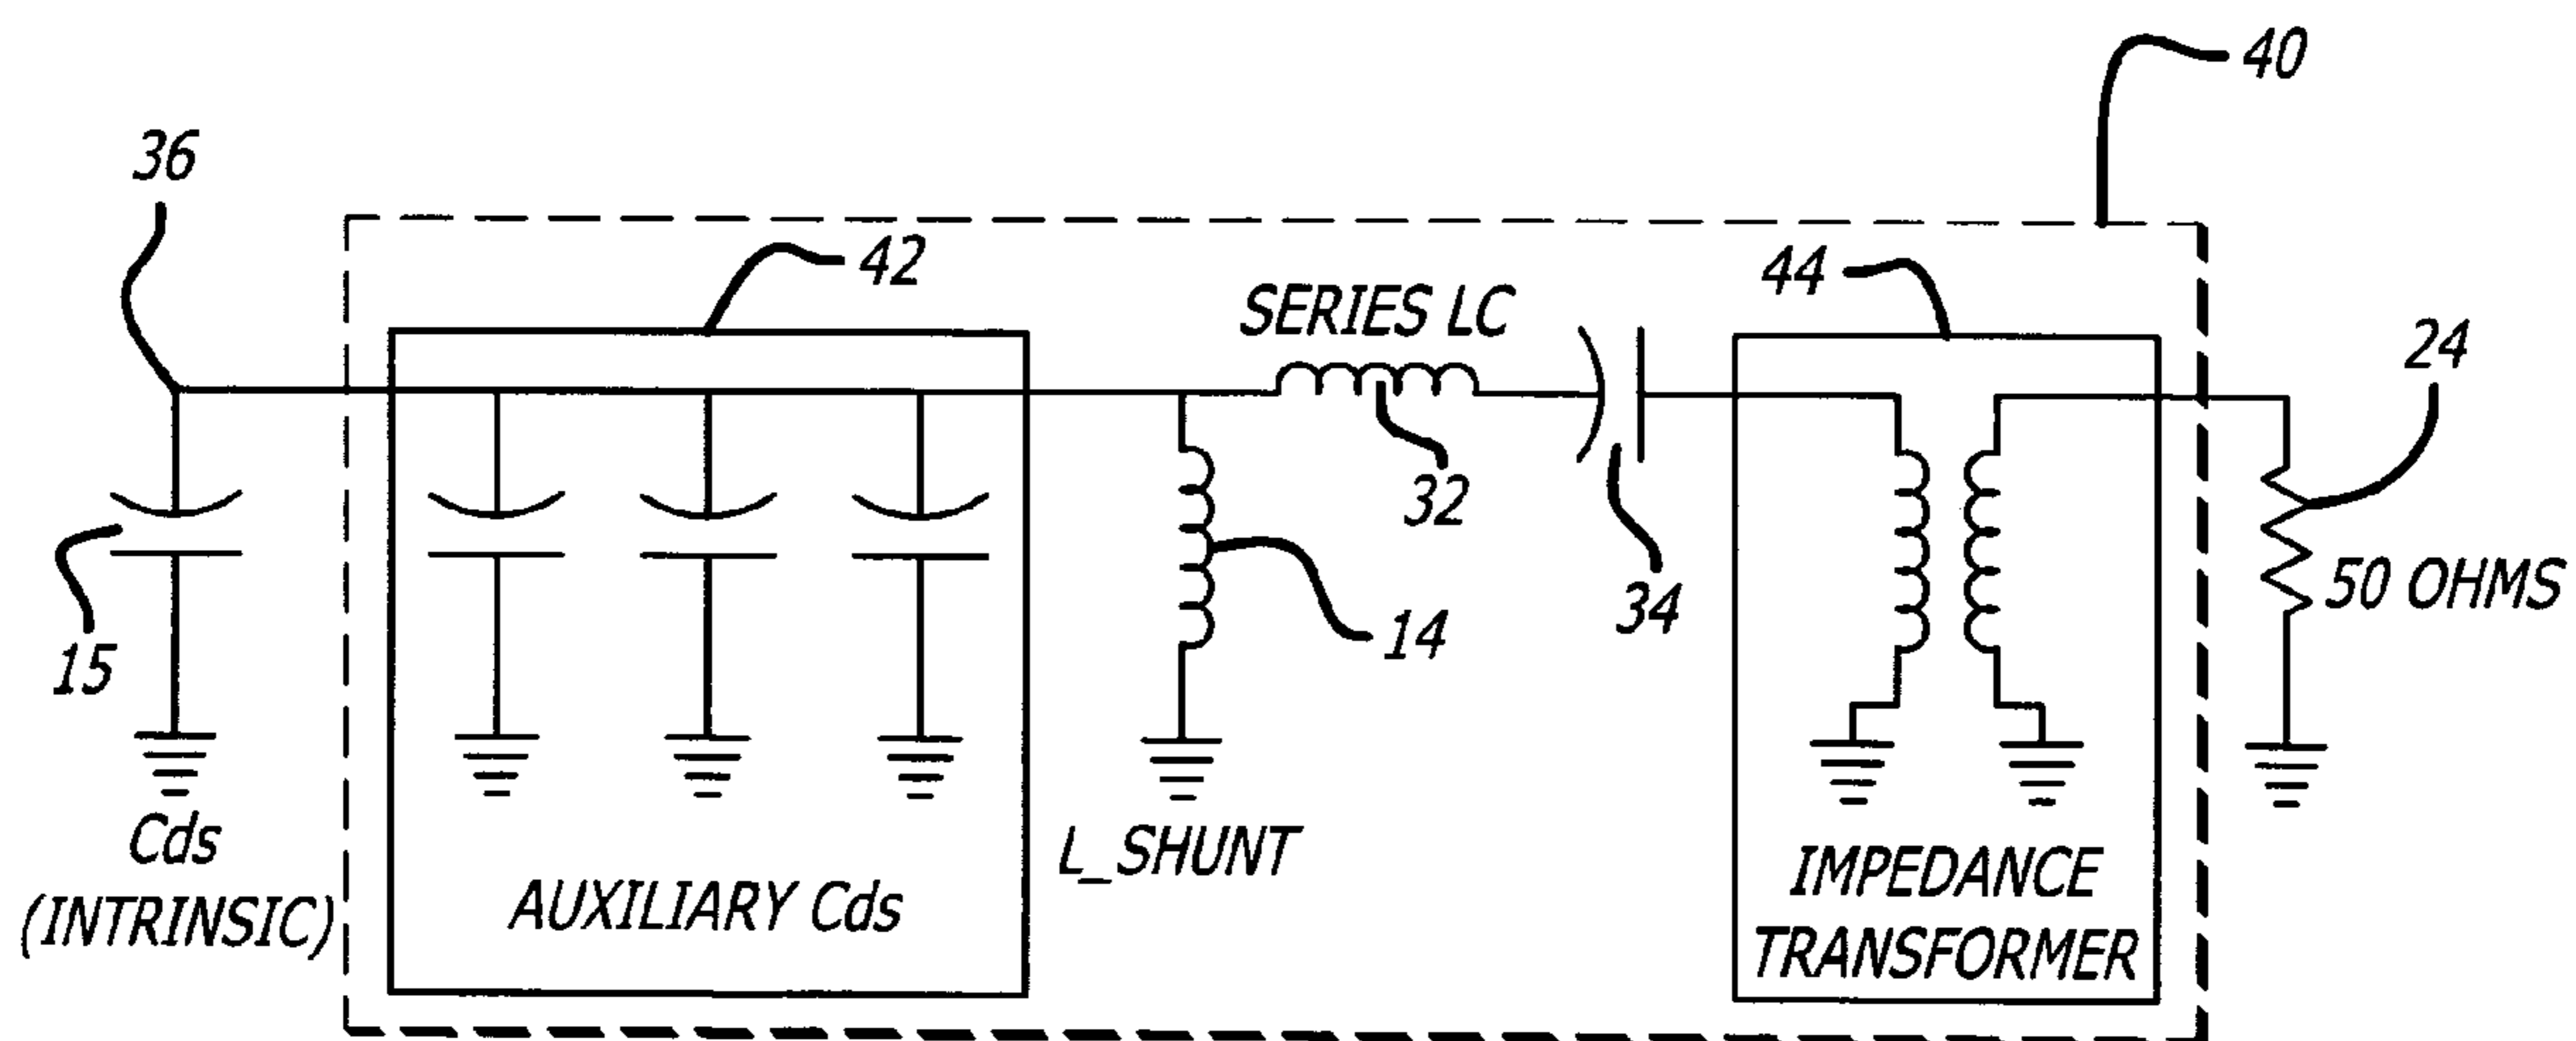 40
36
42
SERIES LC
44
24
32
34
50 OHMS
14
15
Cds
(INTRINSIC)
AUXILIARY Cds
L_SHUNT
IMPEDANCE
TRANSFORMER